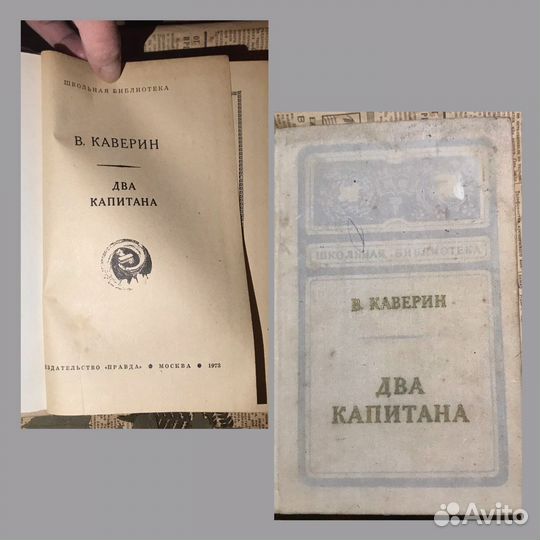 ШКОЛЬНАЯ БИБЛИОТЕКА
В. КАВЕРИН
ДВА
КАПИТАНА
ИЗДАТЕЛЬСТВО «ПРАВДА» ● МОСКВА ● 1973
ШКОЛЬНАЯ БИБЛИОТЕКА
В. КАВЕРИН
ДВА
КАПИТАНА
Avito